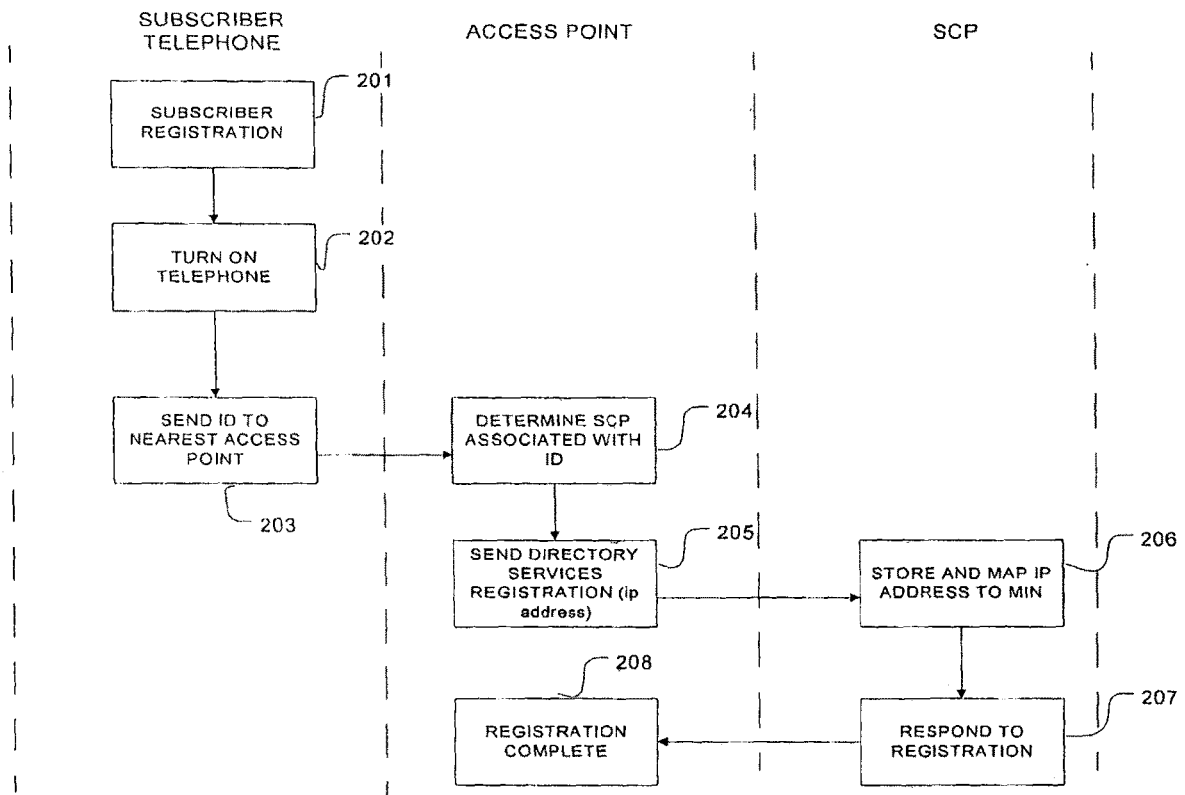 SUBSCRIBER
TELEPHONE
ACCESS POINT
SCP
201
SUBSCRIBER
REGISTRATION
202
TURN ON
TELEPHONE
SEND ID TO
NEAREST ACCESS
POINT
203
204
DETERMINE SCP
ASSOCIATED WITH
ID
205
SEND DIRECTORY
SERVICES
REGISTRATION (ip
address)
206
STORE AND MAP IP
ADDRESS TO MIN
208
REGISTRATION
COMPLETE
207
RESPOND TO
REGISTRATION